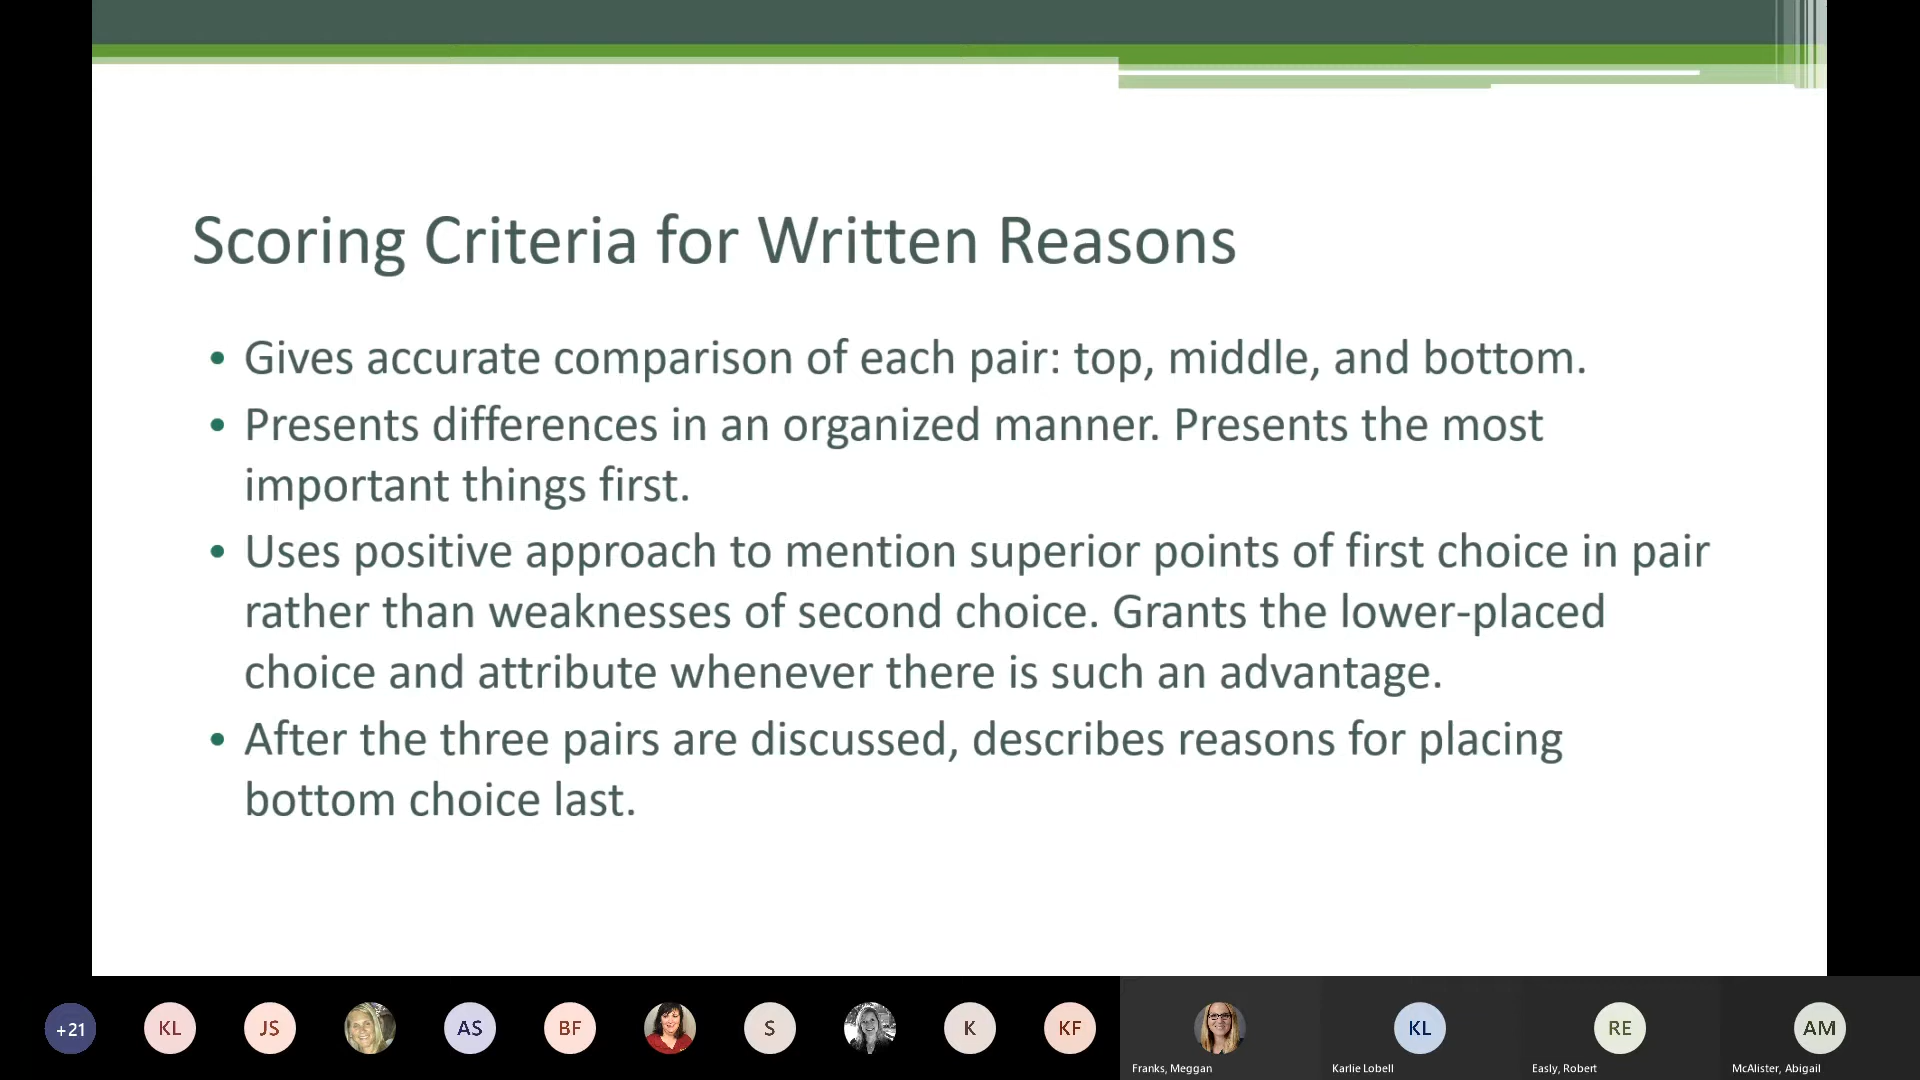 Scoring Criteria for Written Reasons
• Gives accurate comparison of each pair: top, middle, and bottom.
• Presents differences in an organized manner. Presents the most
important things first.
• Uses positive approach to mention superior points of first choice in pair
rather than weaknesses of second choice. Grants the lower-placed
choice and attribute whenever there is such an advantage.
• After the three pairs are discussed, describes reasons for placing
bottom choice last.
+21 KL JS AS BF S K KF KL RE AM
Franks, Meggan Karlie Lobell Easly, Robert McAlister, Abigail